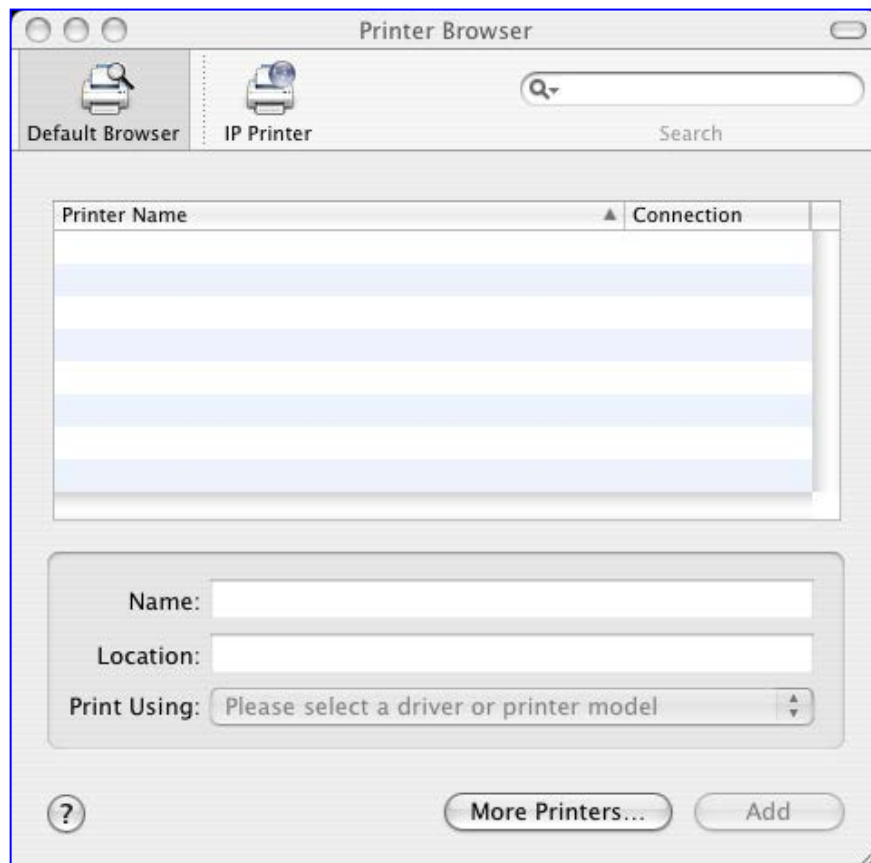 Printer Browser
Default Browser
IP Printer
Search
Printer Name
Connection
Name:
Location:
Print Using: Please select a driver or printer model
?
More Printers...
Add